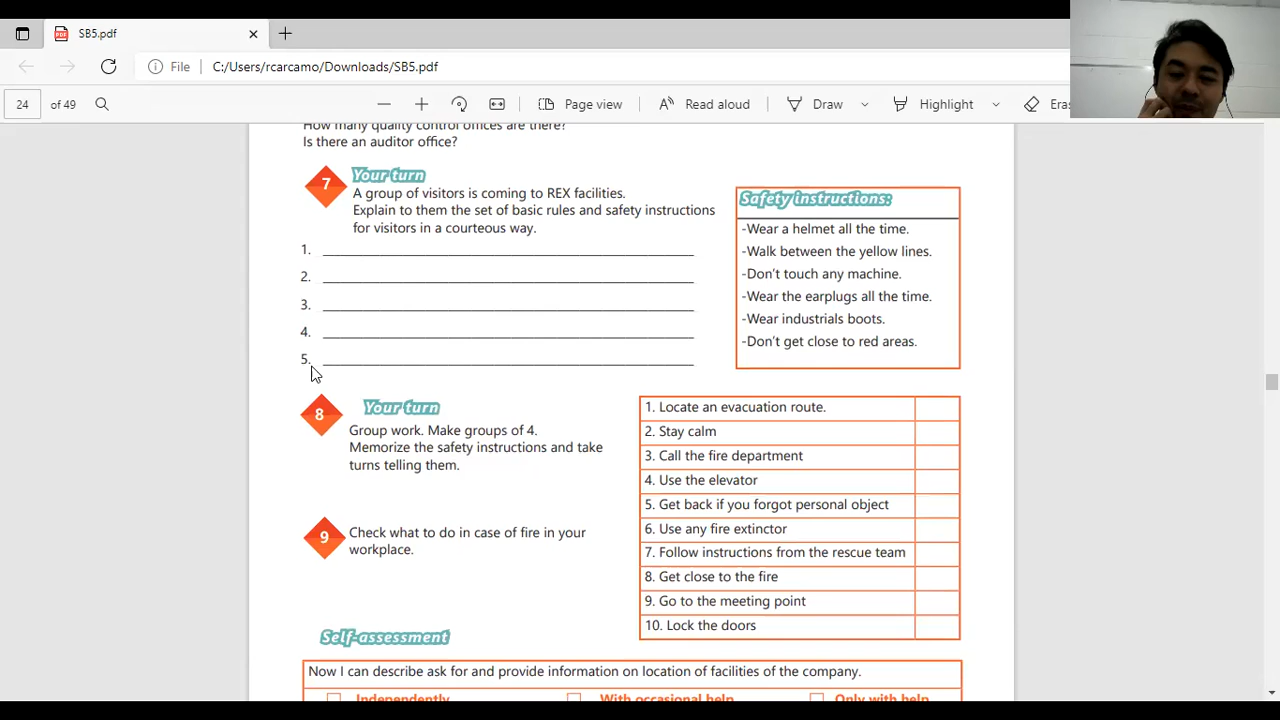 SB5.pdf
File
C:/Users/rcarcamo/Downloads/SB5.pdf
24 of 49
Page view
Read aloud
Draw
Highlight
How many quality control offices are there?
Is there an auditor office?
7
Your turn
A group of visitors is coming to REX facilities.
Explain to them the set of basic rules and safety instructions
for visitors in a courteous way.
1.
2.
3.
4.
5.
Safety instructions:
-Wear a helmet all the time.
-Walk between the yellow lines.
-Don't touch any machine.
-Wear the earplugs all the time.
-Wear industrials boots.
-Don't get close to red areas.
8
Your turn
Group work. Make groups of 4.
Memorize the safety instructions and take
turns telling them.
9
Check what to do in case of fire in your
workplace.
1. Locate an evacuation route.
2. Stay calm
3. Call the fire department
4. Use the elevator
5. Get back if you forgot personal object
6. Use any fire extinctor
7. Follow instructions from the rescue team
8. Get close to the fire
9. Go to the meeting point
10. Lock the doors
Self-assessment
Now I can describe ask for and provide information on location of facilities of the company.
Independently
With occasional help
Only with help